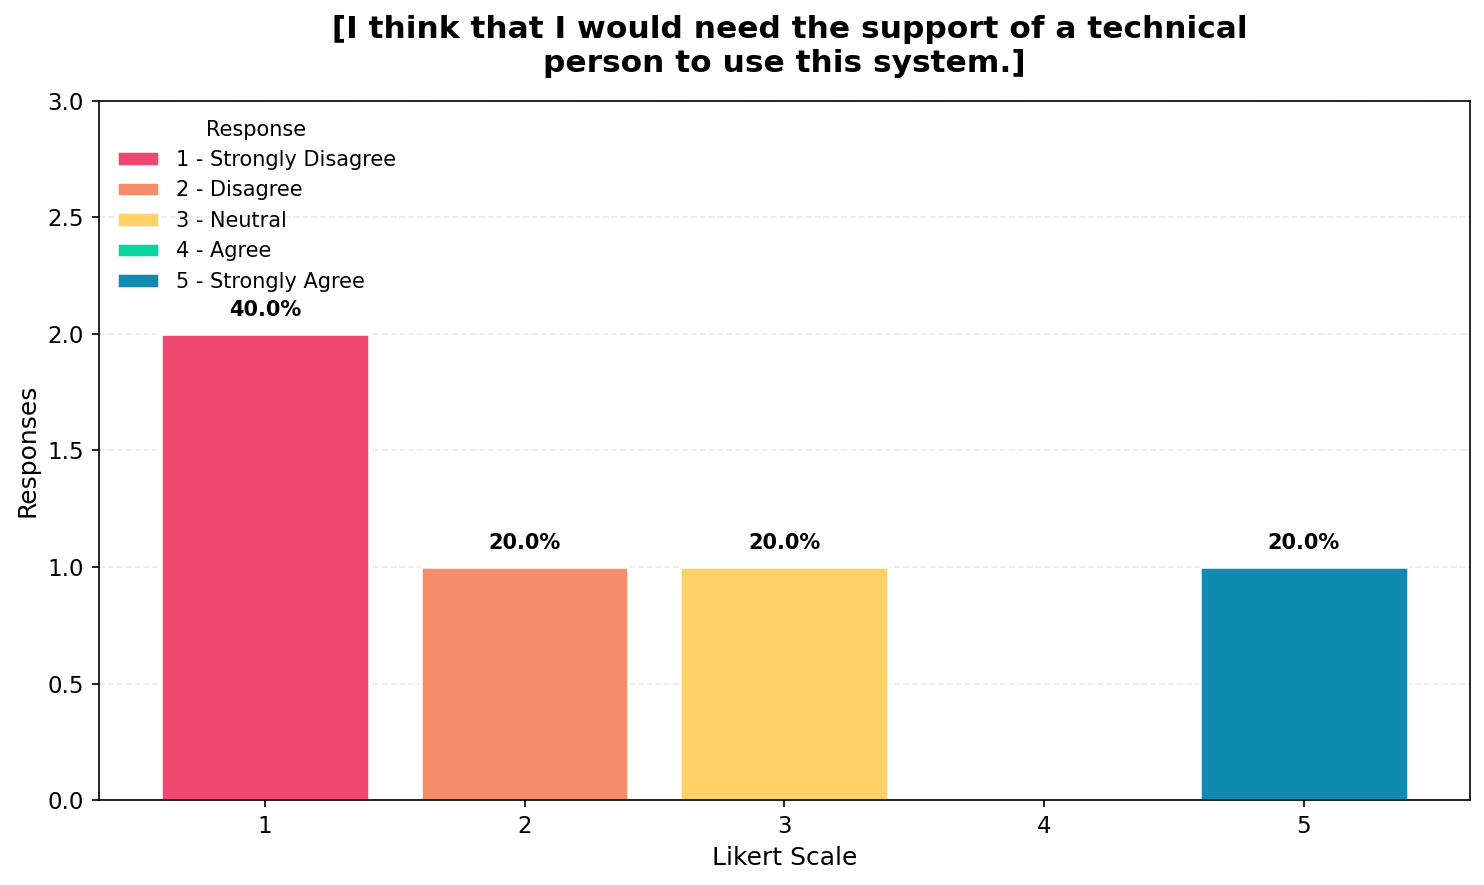 [I think that I would need the support of a technical
person to use this system.]
3.0
2.5
2.0
1.5
1.0
0.5
0.0
Responses
Response
1 - Strongly Disagree
2 - Disagree
3 - Neutral
4 - Agree
5 - Strongly Agree
40.0%
20.0%
20.0%
20.0%
1
2
3
4
5
Likert Scale